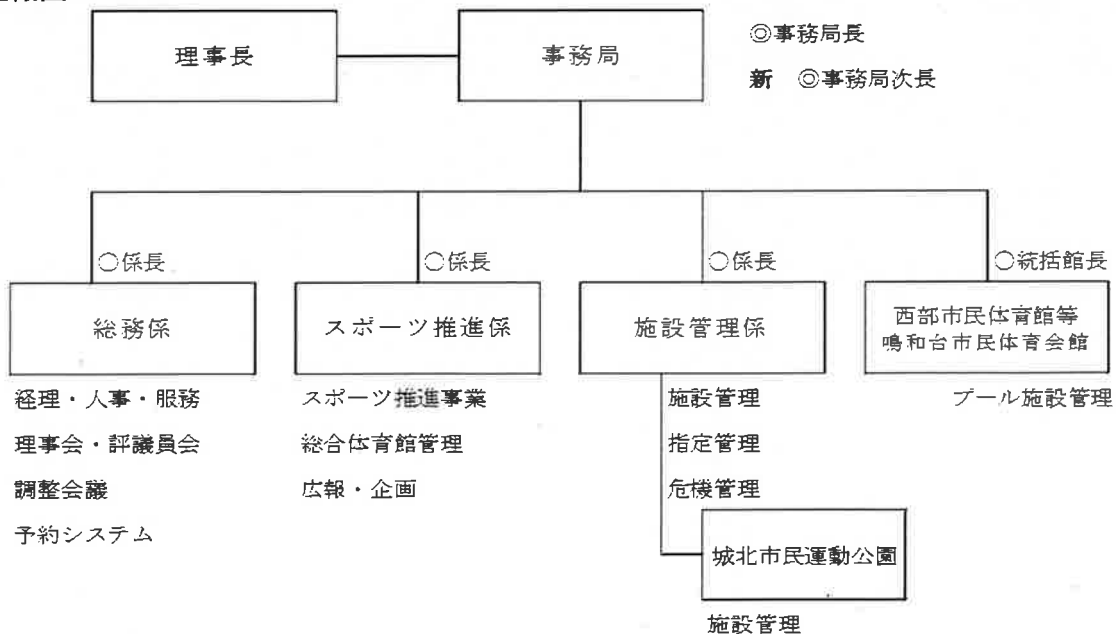 理事長
事務局
◎事務局長
新 ◎事務局次長
○係長
○係長
○係長
○統括館長
総務係
スポーツ推進係
施設管理係
西部市民体育館等
鳴和台市民体育会館
経理・人事・服務
理事会・評議員会
調整会議
予約システム
スポーツ推進事業
総合体育館管理
広報・企画
施設管理
指定管理
危機管理
プール施設管理
城北市民運動公園
施設管理